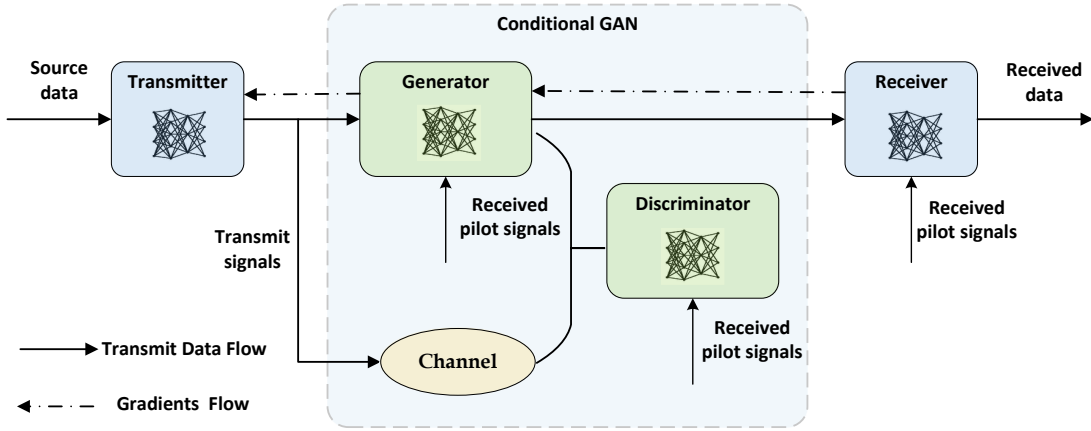 Conditional GAN
Source
data
Transmitter
Generator
Receiver
Received
data
Received
pilot signals
Discriminator
Received
pilot signals
Transmit
signals
Received
pilot signals
Channel
Transmit Data Flow
Gradients Flow